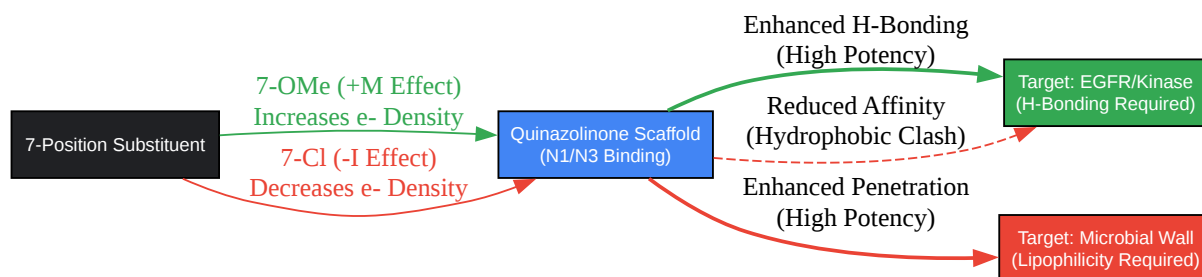 7-Position Substituent
7-OMe (+M Effect)
Increases e- Density
7-Cl (-I Effect)
Decreases e- Density
Quinazolinone Scaffold
(N1/N3 Binding)
Enhanced H-Bonding
(High Potency)
Reduced Affinity
(Hydrophobic Clash)
Enhanced Penetration
(High Potency)
Target: EGFR/Kinase
(H-Bonding Required)
Target: Microbial Wall
(Lipophilicity Required)